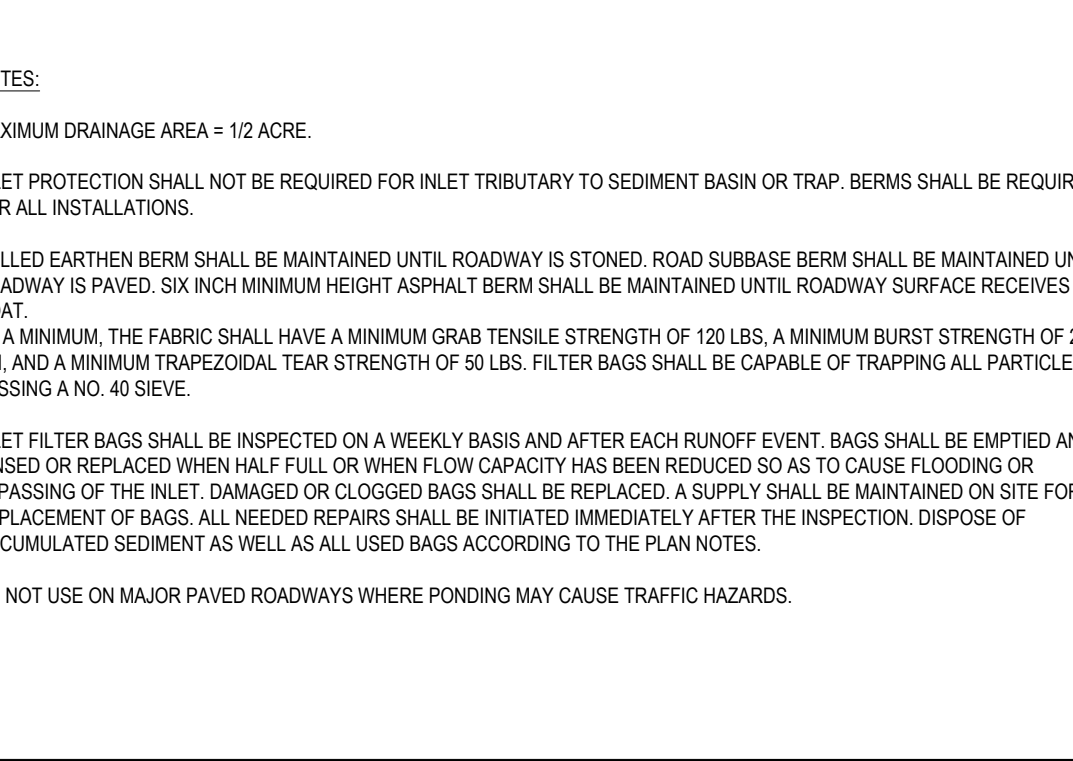 TES:
XIMUM DRAINAGE AREA = 1/2 ACRE.
LET PROTECTION SHALL NOT BE REQUIRED FOR INLET TRIBUTARY TO SEDIMENT BASIN OR TRAP. BERMS SHALL BE REQUIR
R ALL INSTALLATIONS.
LLED EARTHEN BERM SHALL BE MAINTAINED UNTIL ROADWAY IS STONED. ROAD SUBBASE BERM SHALL BE MAINTAINED UN
ADWAY IS PAVED. SIX INCH MINIMUM HEIGHT ASPHALT BERM SHALL BE MAINTAINED UNTIL ROADWAY SURFACE RECEIVES
OAT.
A MINIMUM, THE FABRIC SHALL HAVE A MINIMUM GRAB TENSILE STRENGTH OF 120 LBS, A MINIMUM BURST STRENGTH OF 2
, AND A MINIMUM TRAPEZOIDAL TEAR STRENGTH OF 50 LBS. FILTER BAGS SHALL BE CAPABLE OF TRAPPING ALL PARTICLE
SSING A NO. 40 SIEVE.
LET FILTER BAGS SHALL BE INSPECTED ON A WEEKLY BASIS AND AFTER EACH RUNOFF EVENT. BAGS SHALL BE EMPTIED AN
NSED OR REPLACED WHEN HALF FULL OR WHEN FLOW CAPACITY HAS BEEN REDUCED SO AS TO CAUSE FLOODING OR
PASSING OF THE INLET. DAMAGED OR CLOGGED BAGS SHALL BE REPLACED. A SUPPLY SHALL BE MAINTAINED ON SITE FOR
PLACEMENT OF BAGS. ALL NEEDED REPAIRS SHALL BE INITIATED IMMEDIATELY AFTER THE INSPECTION. DISPOSE OF
CUMULATED SEDIMENT AS WELL AS ALL USED BAGS ACCORDING TO THE PLAN NOTES.
NOT USE ON MAJOR PAVED ROADWAYS WHERE PONDING MAY CAUSE TRAFFIC HAZARDS.